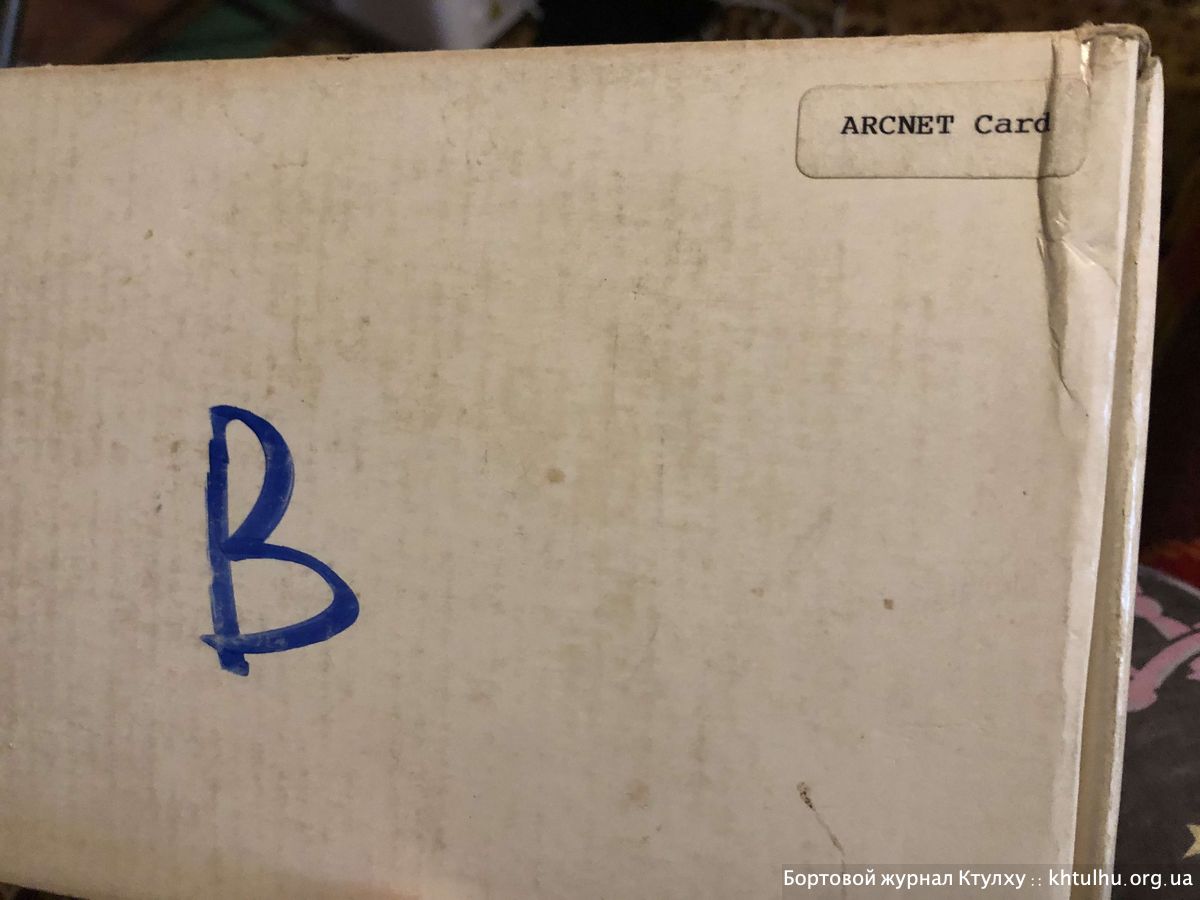 ARCNET Card
B
Бортовой журнал Ктулху :: khtulhu.org.ua